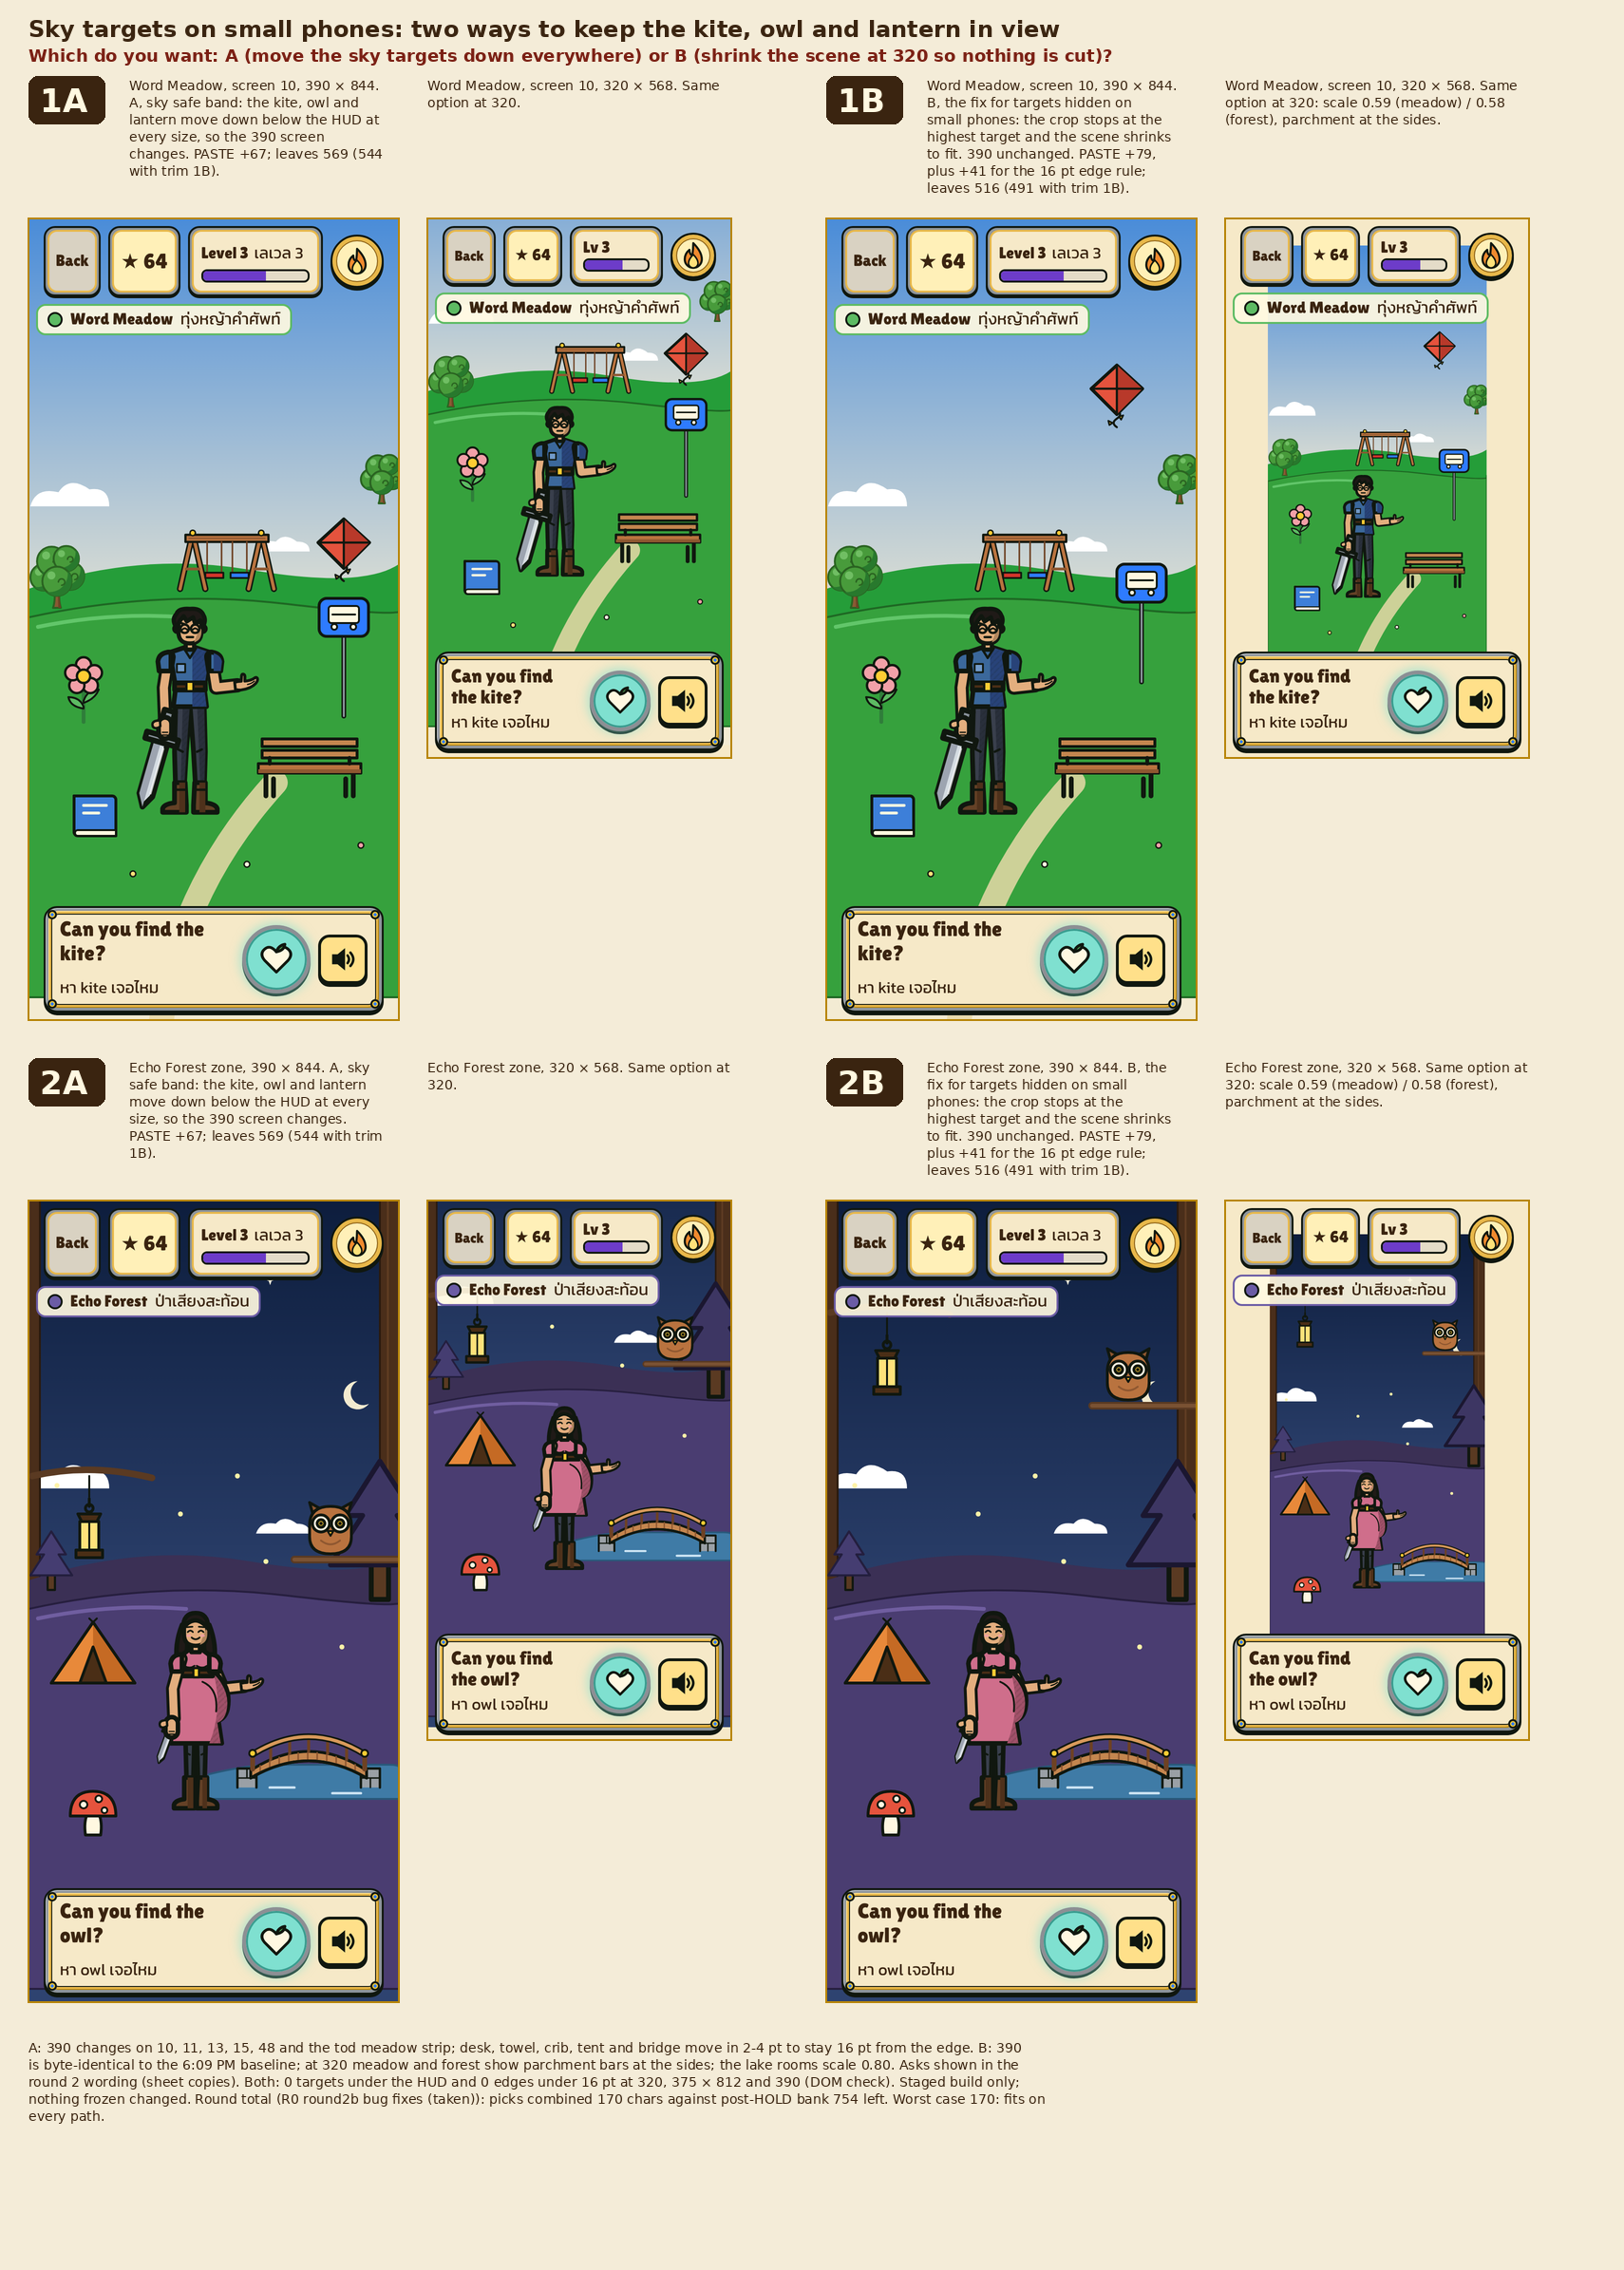 Sky targets on small phones: two ways to keep the kite, owl and lantern in view
Which do you want: A (move the sky targets down everywhere) or B (shrink the scene at 320 so nothing is cut)?
1A
Word Meadow, screen 10, 390 × 844.
A, sky safe band: the kite, owl and
lantern move down below the HUD at
every size, so the 390 screen
changes. PASTE +67; leaves 569 (544
with trim 1B).
Word Meadow, screen 10, 320 × 568. Same
option at 320.
1B
Word Meadow, screen 10, 390 × 844.
B, the fix for targets hidden on
small phones: the crop stops at the
highest target and the scene shrinks
to fit. 390 unchanged. PASTE +79,
plus +41 for the 16 pt edge rule;
leaves 516 (491 with trim 1B).
Word Meadow, screen 10, 320 × 568. Same
option at 320: scale 0.59 (meadow) / 0.58
(forest), parchment at the sides.
Back
★ 64
Level 3 เลเวล 3
Word Meadow ทุ่งหญ้าคำศัพท์
Can you find the
kite?
หา kite เจอไหม
Back
★ 64
Lv 3
Word Meadow ทุ่งหญ้าคำศัพท์
Can you find
the kite?
หา kite เจอไหม
Back
★ 64
Level 3 เลเวล 3
Word Meadow ทุ่งหญ้าคำศัพท์
Can you find the
kite?
หา kite เจอไหม
Back
★ 64
Lv 3
Word Meadow ทุ่งหญ้าคำศัพท์
Can you find
the kite?
หา kite เจอไหม
2A
Echo Forest zone, 390 × 844. A, sky
safe band: the kite, owl and lantern
move down below the HUD at every
size, so the 390 screen changes.
PASTE +67; leaves 569 (544 with trim
1B).
Echo Forest zone, 320 × 568. Same option at
320.
2B
Echo Forest zone, 390 × 844. B, the
fix for targets hidden on small
phones: the crop stops at the
highest target and the scene shrinks
to fit. 390 unchanged. PASTE +79,
plus +41 for the 16 pt edge rule;
leaves 516 (491 with trim 1B).
Echo Forest zone, 320 × 568. Same option at
320: scale 0.59 (meadow) / 0.58 (forest),
parchment at the sides.
Back
★ 64
Level 3 เลเวล 3
Echo Forest ป่าเสียงสะท้อน
Can you find the
owl?
หา owl เจอไหม
Back
★ 64
Lv 3
Echo Forest ป่าเสียงสะท้อน
Can you find
the owl?
หา owl เจอไหม
Back
★ 64
Level 3 เลเวล 3
Echo Forest ป่าเสียงสะท้อน
Can you find the
owl?
หา owl เจอไหม
Back
★ 64
Lv 3
Echo Forest ป่าเสียงสะท้อน
Can you find
the owl?
หา owl เจอไหม
A: 390 changes on 10, 11, 13, 15, 48 and the tod meadow strip; desk, towel, crib, tent and bridge move in 2-4 pt to stay 16 pt from the edge. B: 390
is byte-identical to the 6:09 PM baseline; at 320 meadow and forest show parchment bars at the sides; the lake rooms scale 0.80. Asks shown in the
round 2 wording (sheet copies). Both: 0 targets under the HUD and 0 edges under 16 pt at 320, 375 × 812 and 390 (DOM check). Staged build only;
nothing frozen changed. Round total (R0 round2b bug fixes (taken)): picks combined 170 chars against post-HOLD bank 754 left. Worst case 170: fits on
every path.